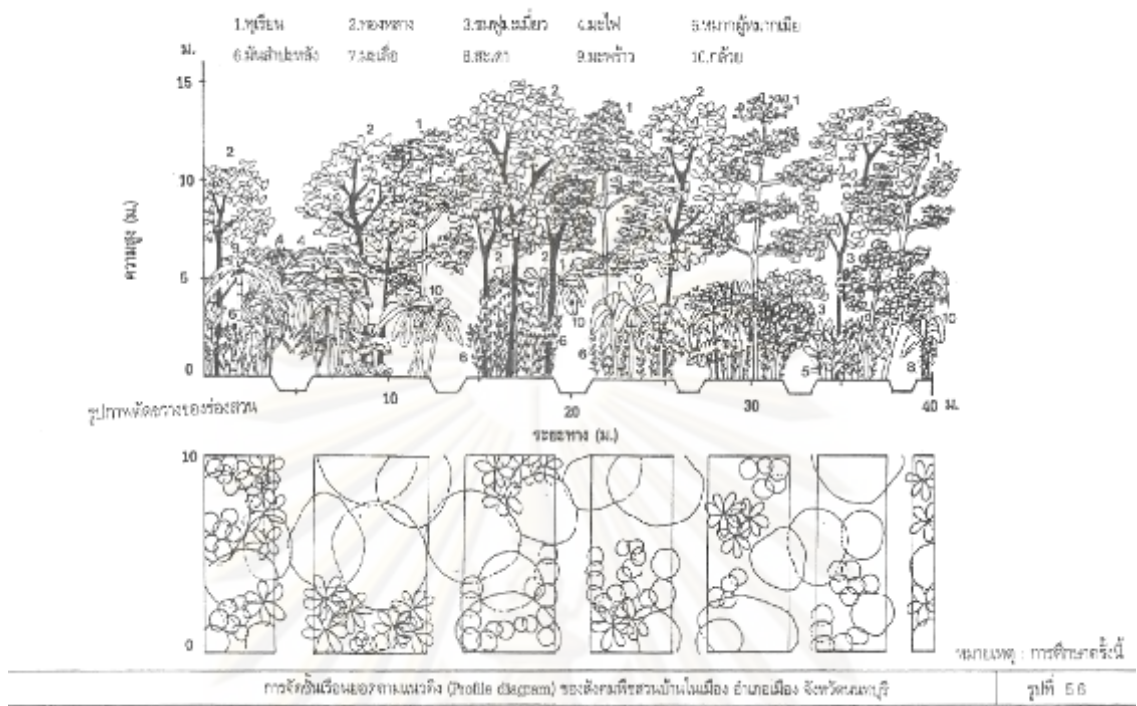 1.ทุเรียน 2.ทองหลาง 3.ชมพู่มะเหมี่ยว 4.มะไฟ 5.หมากผู้หมากเมีย
6.มันสำปะหลัง 7.มะเดื่อ 8.สะเดา 9.มะพร้าว 10.กล้วย
ม.
15
10
5
0
ความสูง (ม.)
10 20 30 40 ม.
รูปภาพตัดขวางของร่องสวน
ระยะทาง (ม.)
10
0
หมายเหตุ : การศึกษาครั้งนี้
การจัดชั้นเรือนยอดตามแนวดิ่ง (Profile diagram) ของสังคมพืชสวนบ้านในเมือง อำเภอเมือง จังหวัดนนทบุรี
รูปที่ 5.6